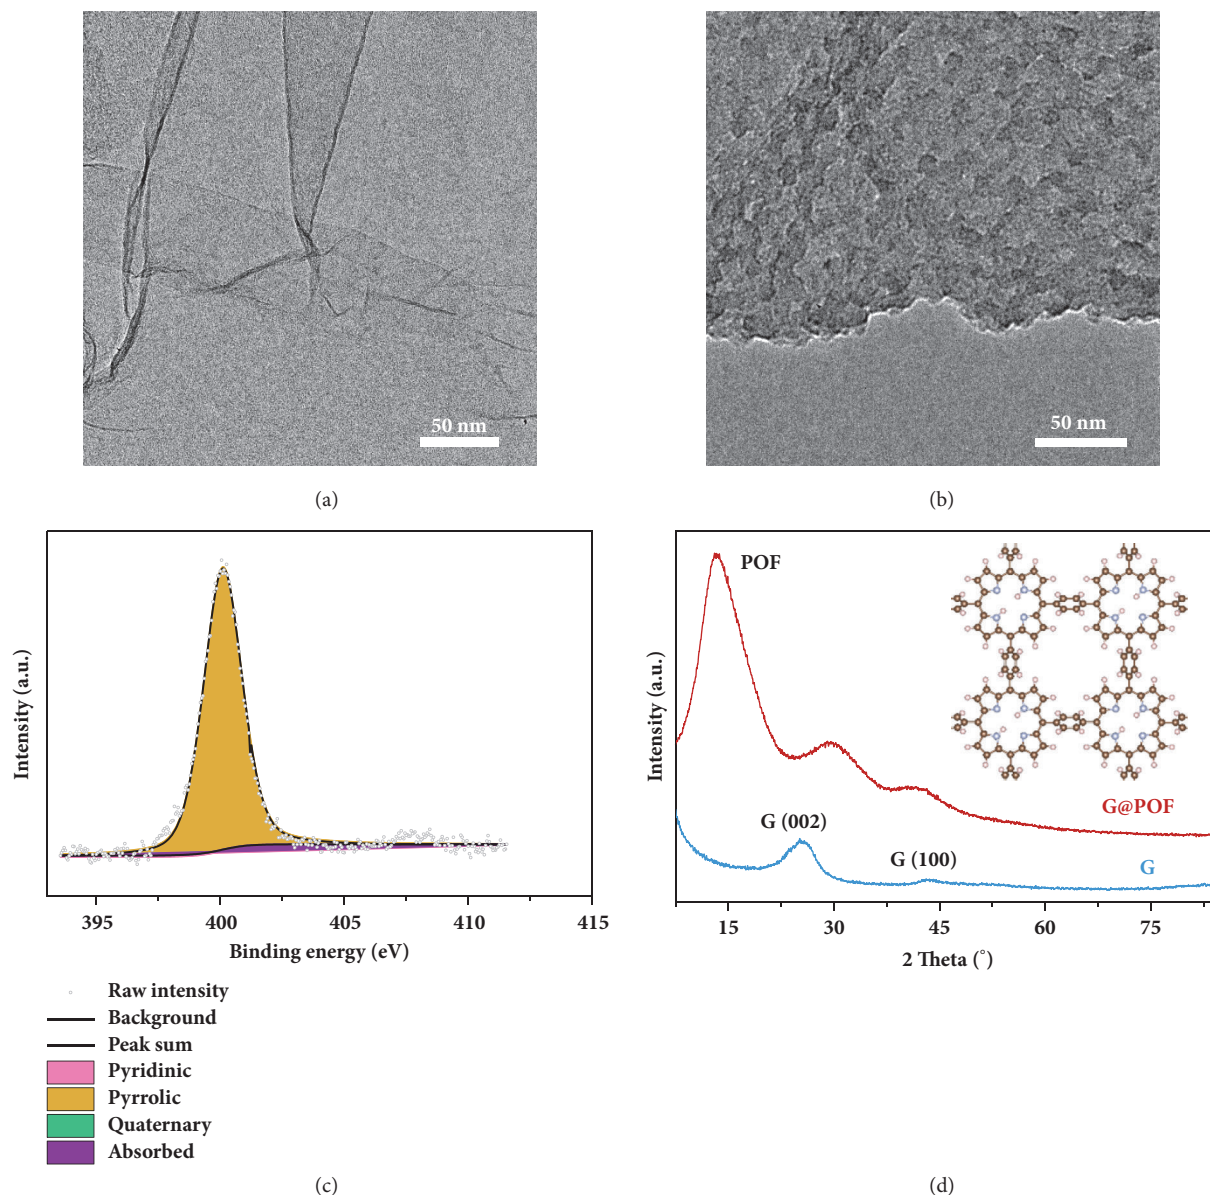 50 nm
50 nm
(a)
(b)
Intensity (a.u.)
395
400
405
410
415
Binding energy (eV)
Raw intensity
Background
Peak sum
Pyridinic
Pyrrolic
Quaternary
Absorbed
(c)
Intensity (a.u.)
POF
G@POF
G (002)
G (100)
G
15
30
45
60
75
2 Theta (°)
(d)